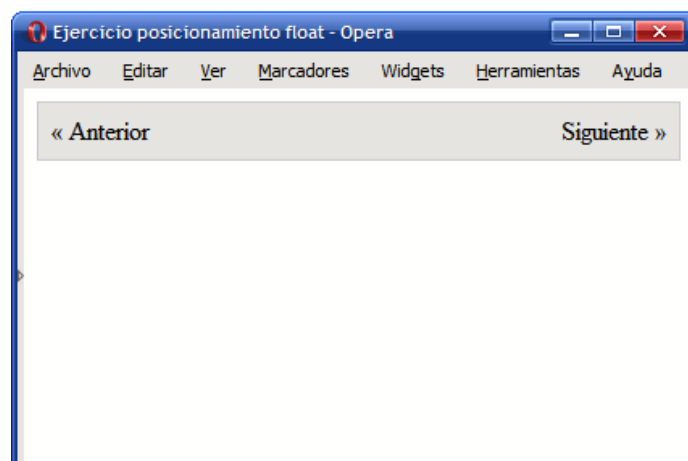 Ejercicio posicionamiento float - Opera
Archivo Editar Ver Marcadores Widgets Herramientas Ayuda
« Anterior Siguiente »